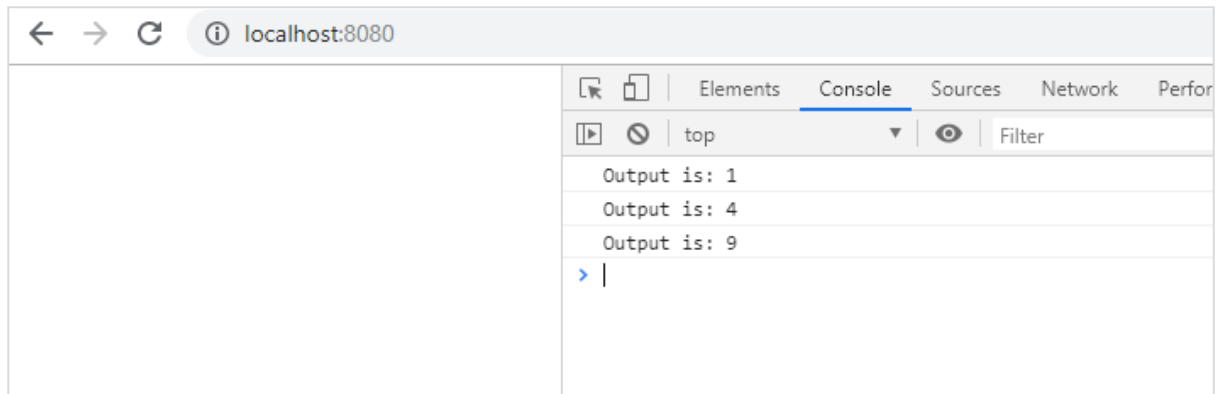 localhost:8080
Elements Console Sources Network Perfor
top Filter
Output is: 1
Output is: 4
Output is: 9